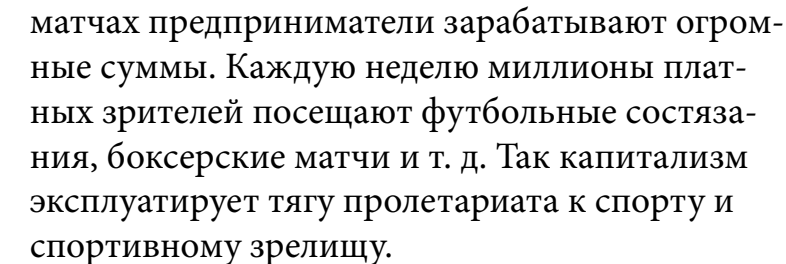 матчах предприниматели зарабатывают огром-
ные суммы. Каждую неделю миллионы плат-
ных зрителей посещают футбольные состяза-
ния, боксерские матчи и т. д. Так капитализм
эксплуатирует тягу пролетариата к спорту и
спортивному зрелищу.